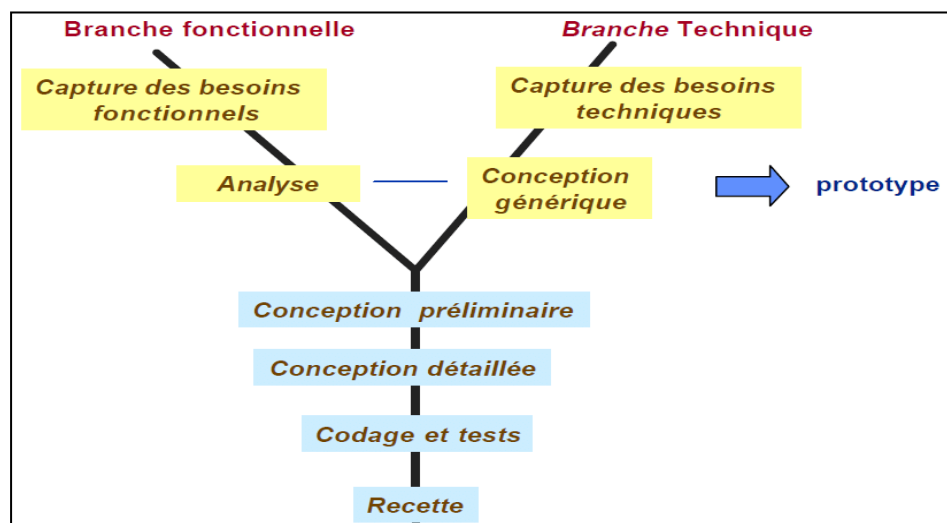 Branche fonctionnelle
Branche Technique
Capture des besoins
fonctionnels
Capture des besoins
techniques
Analyse
Conception
générique
prototype
Conception préliminaire
Conception détaillée
Codage et tests
Recette